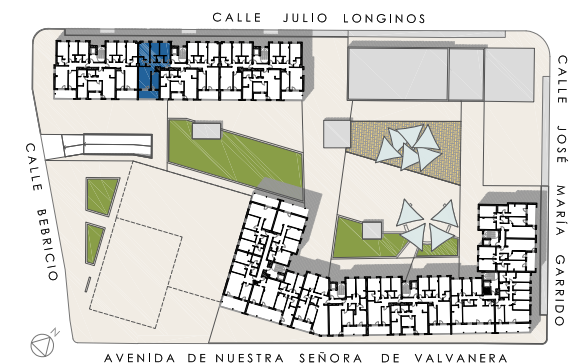 CALLE JULIO LONGINOS
CALLE JOSÉ MARÍA GARRIDO
CALLE BEBRICIO
N
AVENIDA DE NUESTRA SEÑORA DE VALVANERA